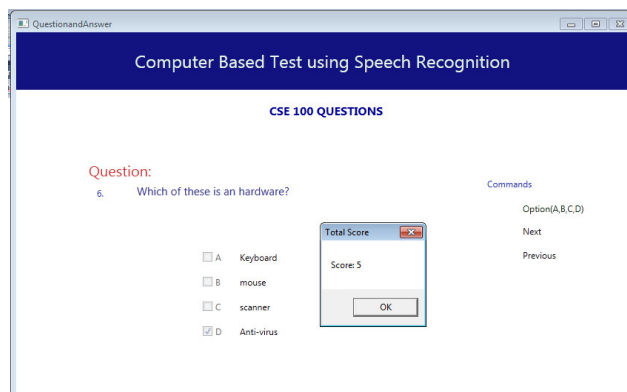 QuestionandAnswer
Computer Based Test using Speech Recognition
CSE 100 QUESTIONS
Question:
6. Which of these is an hardware?
Commands
Option(A,B,C,D)
Next
Previous
A Keyboard
B mouse
C scanner
D Anti-virus
Total Score
Score: 5
OK